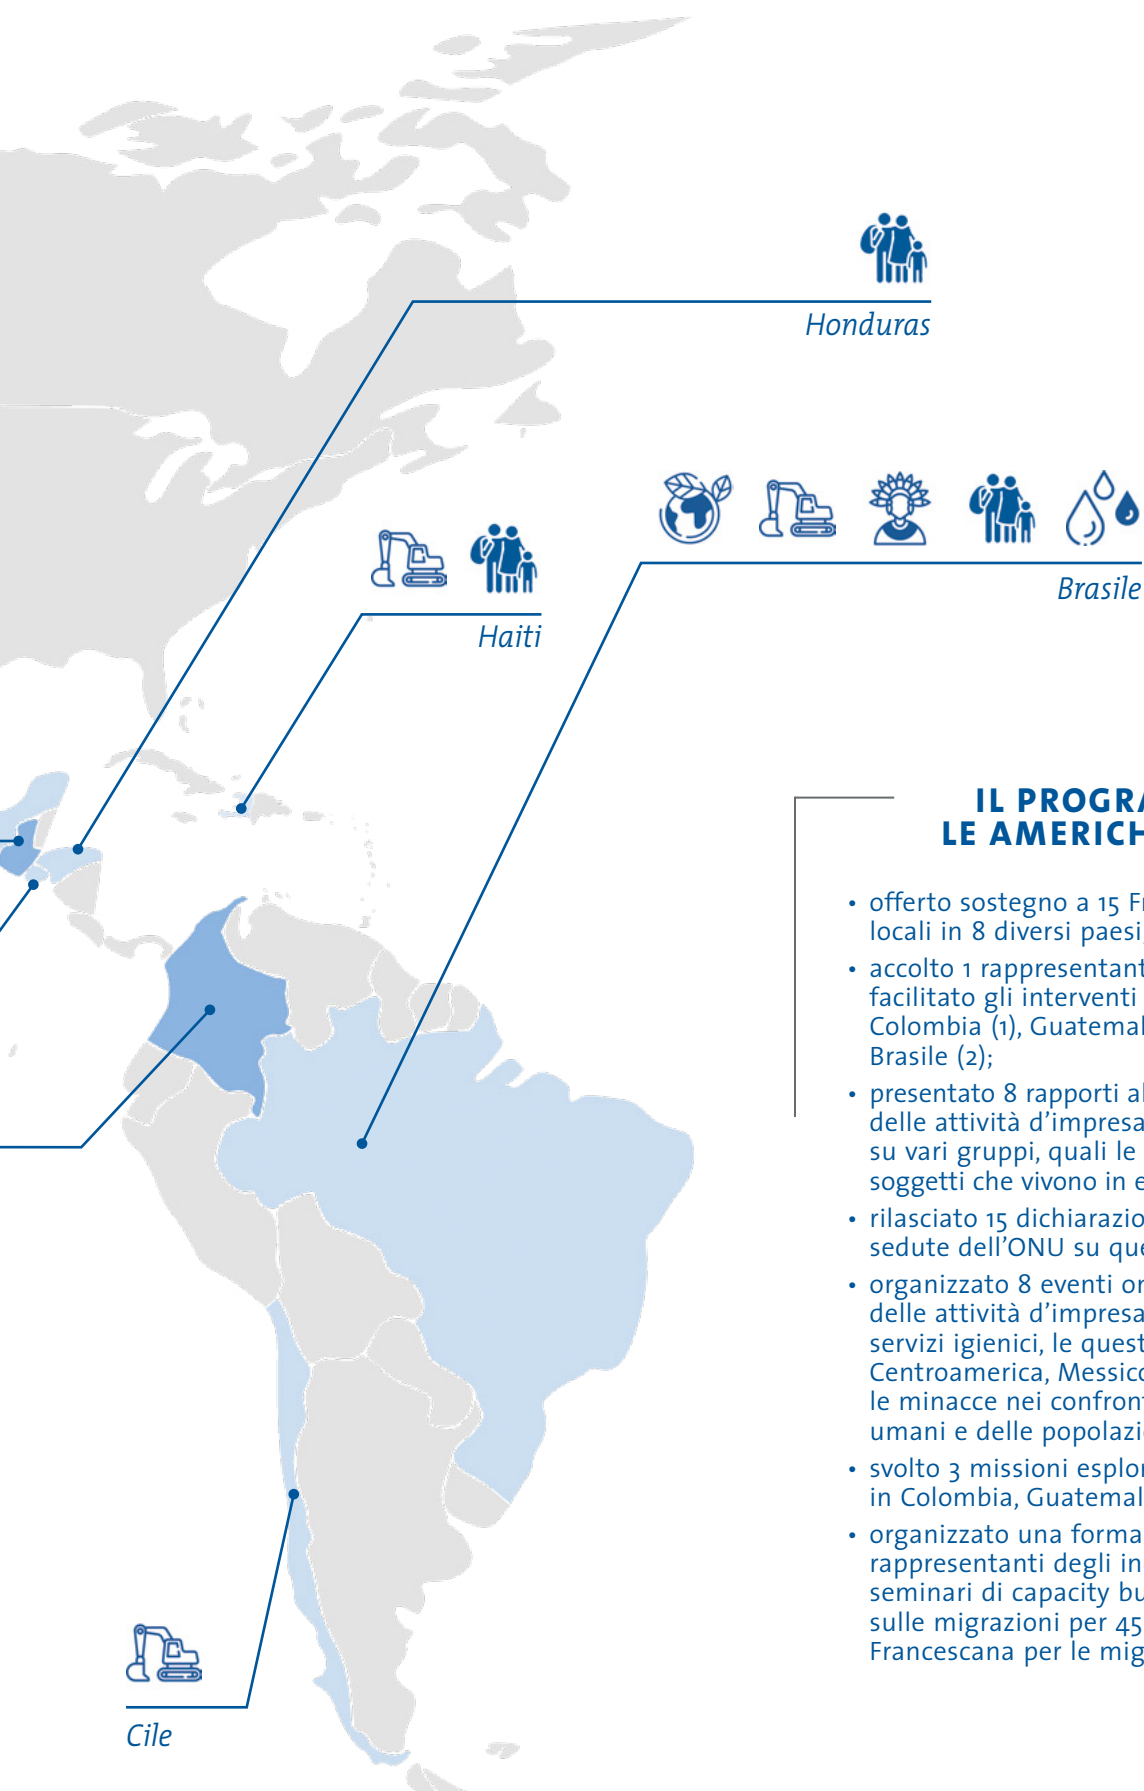 Honduras
Brasile
Haiti
IL PROGRA
LE AMERICH
• offerto sostegno a 15 Fr
locali in 8 diversi paesi
• accolto 1 rappresentant
facilitato gli interventi
Colombia (1), Guatemal
Brasile (2);
• presentato 8 rapporti al
delle attività d'impresa
su vari gruppi, quali le
soggetti che vivono in e
• rilasciato 15 dichiarazio
sedute dell'ONU su que
• organizzato 8 eventi or
delle attività d'impresa
servizi igienici, le quest
Centroamerica, Messico
le minacce nei confront
umani e delle popolazi
• svolto 3 missioni esplor
in Colombia, Guatemal
• organizzato una forma
rappresentanti degli in
seminari di capacity bu
sulle migrazioni per 45
Francescana per le mig
Cile